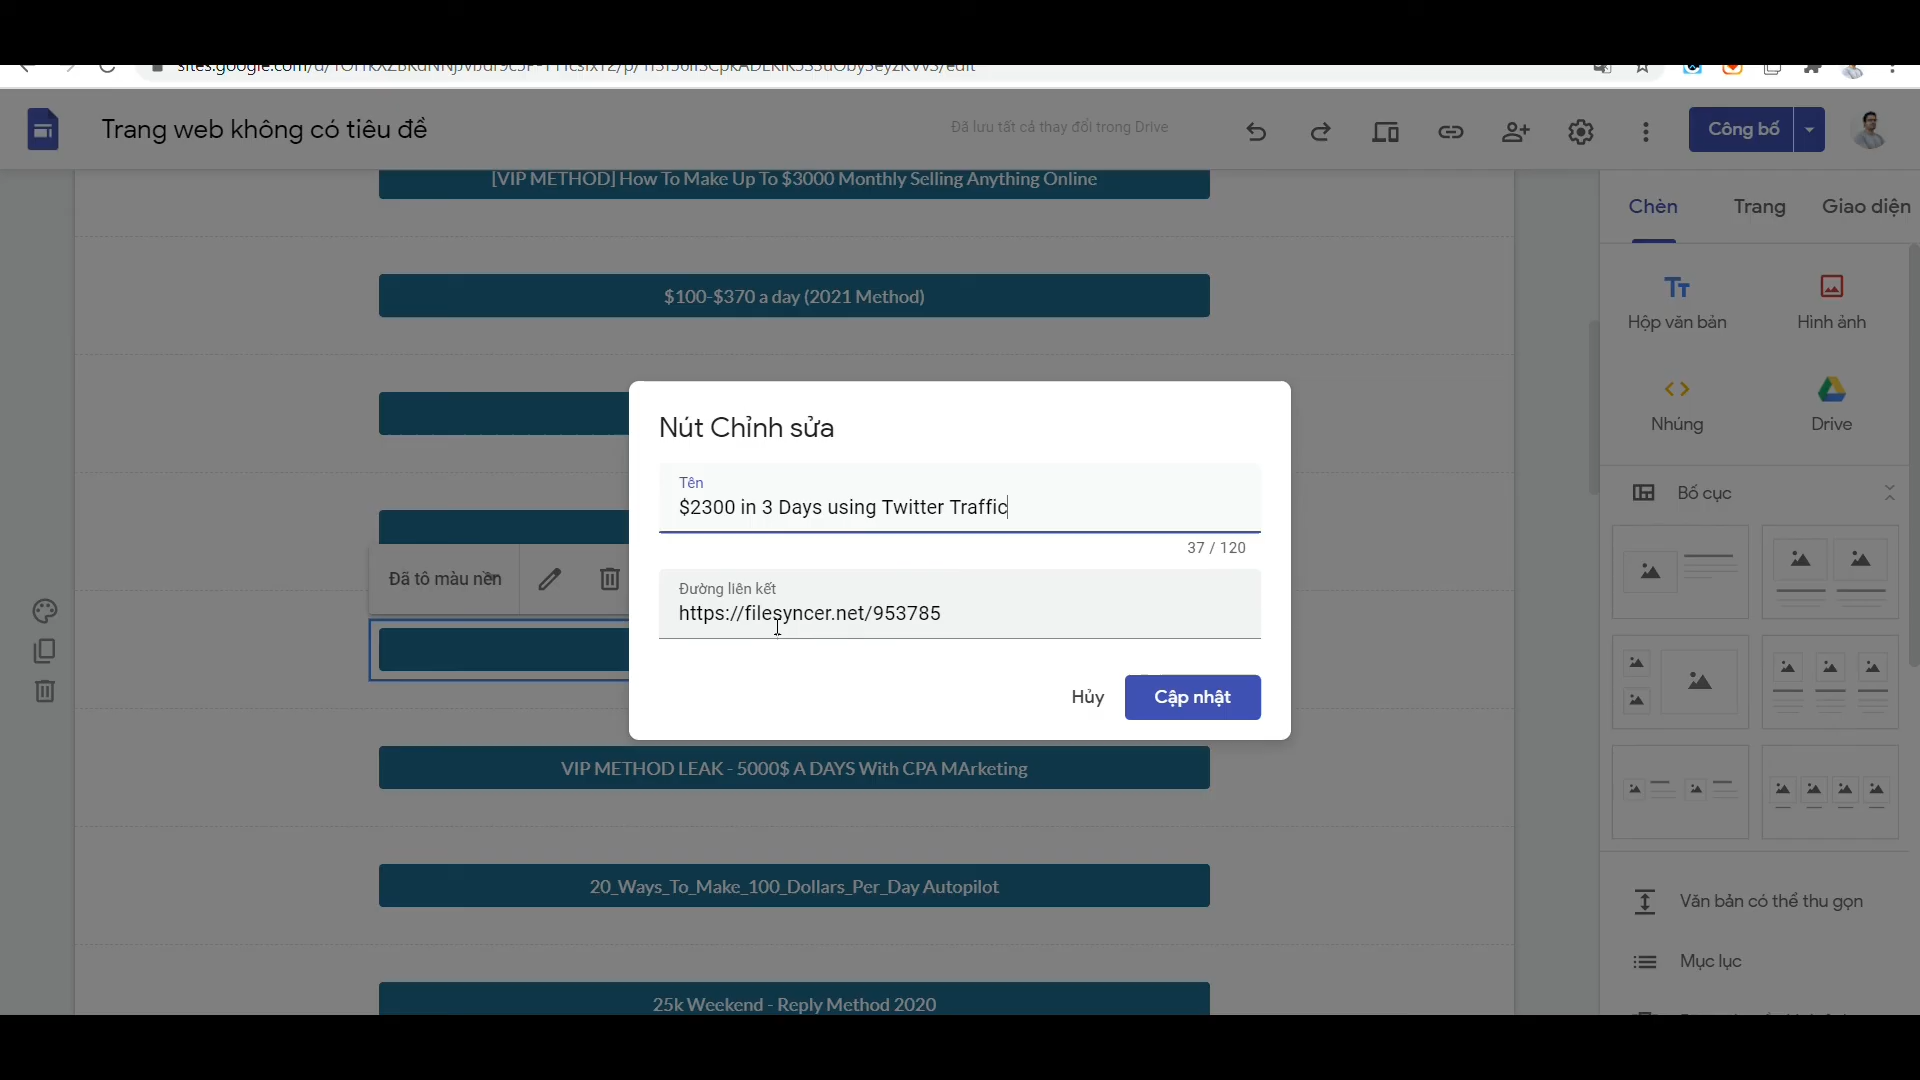 Trang web không có tiêu đề
Đã lưu tất cả thay đổi trong Drive
Công bố
[VIP METHOD] How To Make Up To $3000 Monthly Selling Anything Online
Chèn
Trang
Giao diện
$100-$370 a day (2021 Method)
Hộp văn bản
Hình ảnh
Nhúng
Drive
Nút Chỉnh sửa
Tên
$2300 in 3 Days using Twitter Traffic
37 / 120
Bố cục
Đã tô màu nền
Đường liên kết
https://filesyncer.net/953785
Hủy
Cập nhật
VIP METHOD LEAK - 5000$ A DAYS With CPA MArketing
20_Ways_To_Make_100_Dollars_Per_Day Autopilot
Văn bản có thể thu gọn
Mục lục
25k Weekend - Reply Method 2020